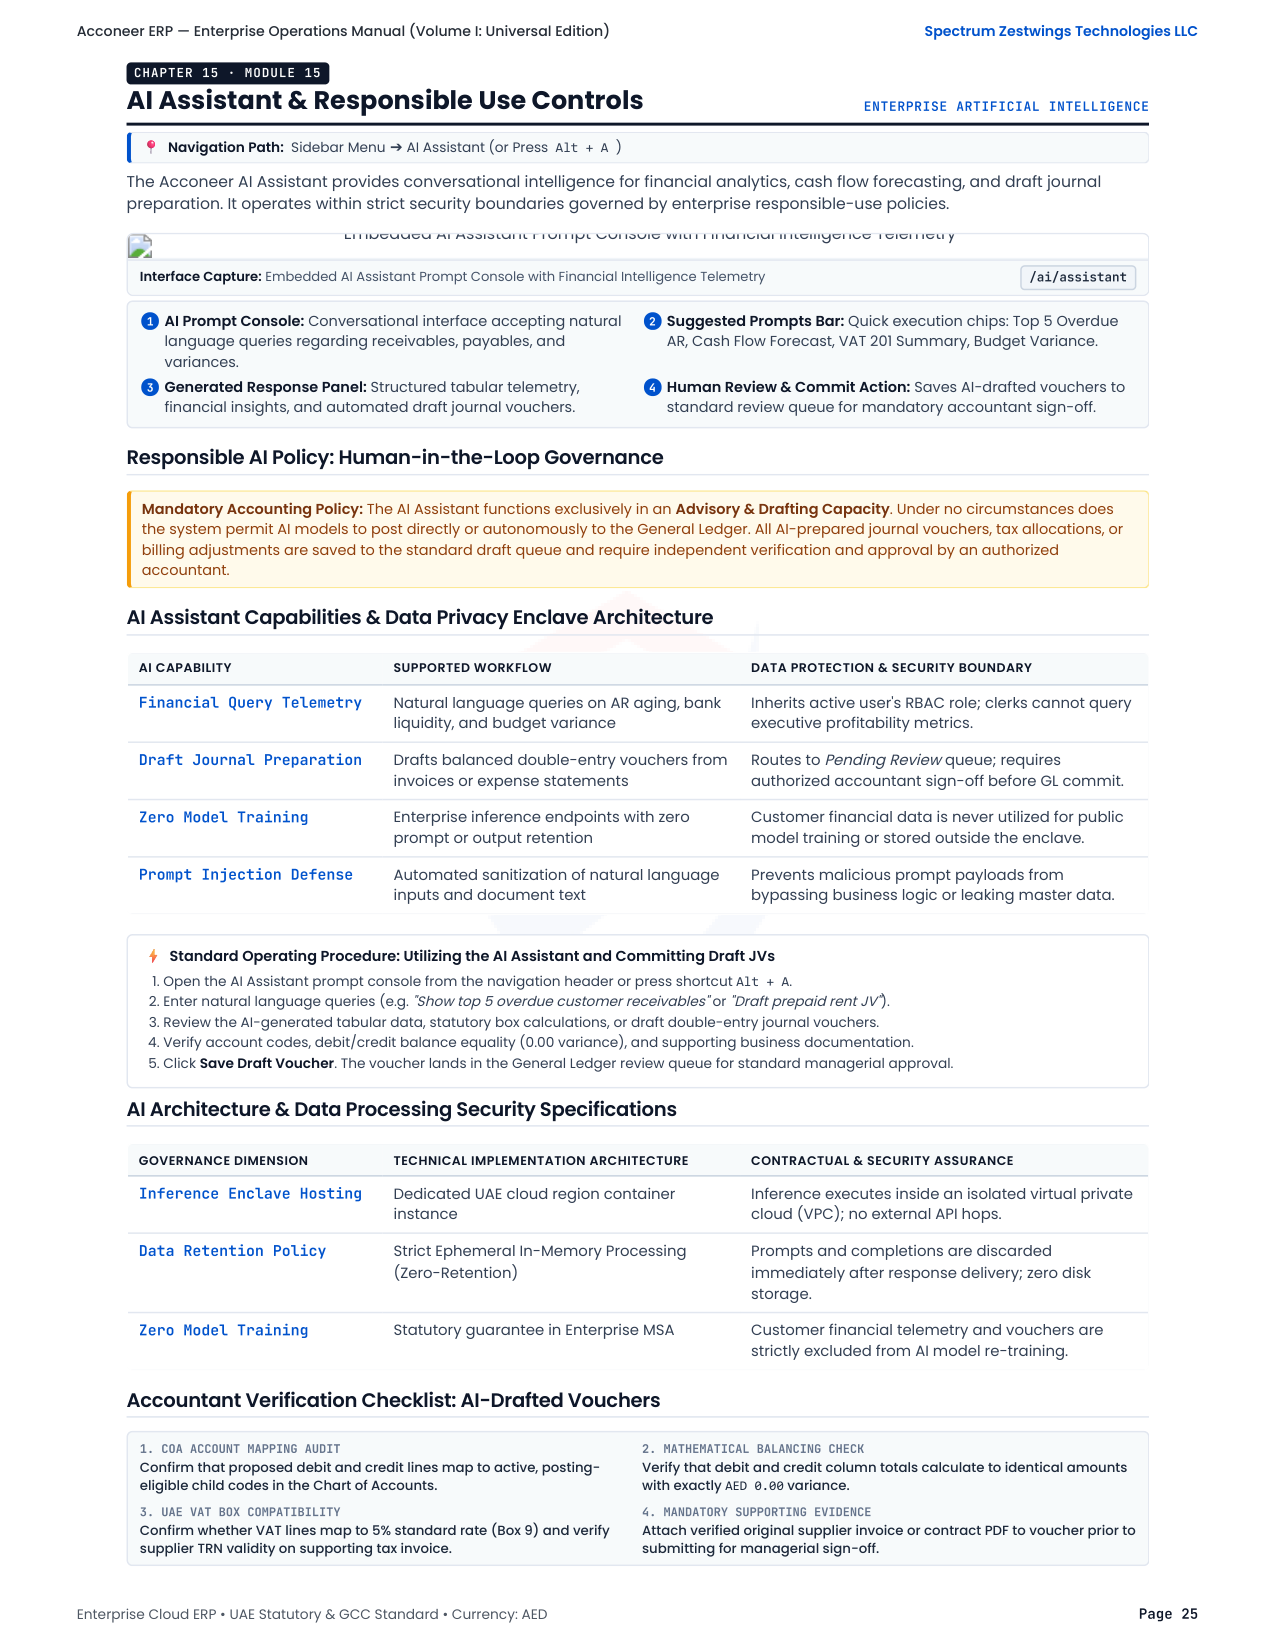 Acconeer ERP — Enterprise Operations Manual (Volume I: Universal Edition)
Spectrum Zestwings Technologies LLC
CHAPTER 15 · MODULE 15
AI Assistant & Responsible Use Controls
ENTERPRISE ARTIFICIAL INTELLIGENCE
📍 Navigation Path: Sidebar Menu ➔ AI Assistant (or Press Alt + A )
The Acconeer AI Assistant provides conversational intelligence for financial analytics, cash flow forecasting, and draft journal
preparation. It operates within strict security boundaries governed by enterprise responsible-use policies.
Embedded AI Assistant Prompt Console with Financial Intelligence Telemetry
Interface Capture: Embedded AI Assistant Prompt Console with Financial Intelligence Telemetry
/ai/assistant
1 AI Prompt Console: Conversational interface accepting natural
language queries regarding receivables, payables, and
variances.
2 Suggested Prompts Bar: Quick execution chips: Top 5 Overdue
AR, Cash Flow Forecast, VAT 201 Summary, Budget Variance.
3 Generated Response Panel: Structured tabular telemetry,
financial insights, and automated draft journal vouchers.
4 Human Review & Commit Action: Saves AI-drafted vouchers to
standard review queue for mandatory accountant sign-off.
Responsible AI Policy: Human-in-the-Loop Governance
Mandatory Accounting Policy: The AI Assistant functions exclusively in an Advisory & Drafting Capacity. Under no circumstances does
the system permit AI models to post directly or autonomously to the General Ledger. All AI-prepared journal vouchers, tax allocations, or
billing adjustments are saved to the standard draft queue and require independent verification and approval by an authorized
accountant.
AI Assistant Capabilities & Data Privacy Enclave Architecture
AI CAPABILITY
SUPPORTED WORKFLOW
DATA PROTECTION & SECURITY BOUNDARY
Financial Query Telemetry
Natural language queries on AR aging, bank
liquidity, and budget variance
Inherits active user's RBAC role; clerks cannot query
executive profitability metrics.
Draft Journal Preparation
Drafts balanced double-entry vouchers from
invoices or expense statements
Routes to Pending Review queue; requires
authorized accountant sign-off before GL commit.
Zero Model Training
Enterprise inference endpoints with zero
prompt or output retention
Customer financial data is never utilized for public
model training or stored outside the enclave.
Prompt Injection Defense
Automated sanitization of natural language
inputs and document text
Prevents malicious prompt payloads from
bypassing business logic or leaking master data.
⚡ Standard Operating Procedure: Utilizing the AI Assistant and Committing Draft JVs
1. Open the AI Assistant prompt console from the navigation header or press shortcut Alt + A.
2. Enter natural language queries (e.g. "Show top 5 overdue customer receivables" or "Draft prepaid rent JV").
3. Review the AI-generated tabular data, statutory box calculations, or draft double-entry journal vouchers.
4. Verify account codes, debit/credit balance equality (0.00 variance), and supporting business documentation.
5. Click Save Draft Voucher. The voucher lands in the General Ledger review queue for standard managerial approval.
AI Architecture & Data Processing Security Specifications
GOVERNANCE DIMENSION
TECHNICAL IMPLEMENTATION ARCHITECTURE
CONTRACTUAL & SECURITY ASSURANCE
Inference Enclave Hosting
Dedicated UAE cloud region container
instance
Inference executes inside an isolated virtual private
cloud (VPC); no external API hops.
Data Retention Policy
Strict Ephemeral In-Memory Processing
(Zero-Retention)
Prompts and completions are discarded
immediately after response delivery; zero disk
storage.
Zero Model Training
Statutory guarantee in Enterprise MSA
Customer financial telemetry and vouchers are
strictly excluded from AI model re-training.
Accountant Verification Checklist: AI-Drafted Vouchers
1. COA ACCOUNT MAPPING AUDIT
Confirm that proposed debit and credit lines map to active, posting-
eligible child codes in the Chart of Accounts.
2. MATHEMATICAL BALANCING CHECK
Verify that debit and credit column totals calculate to identical amounts
with exactly AED 0.00 variance.
3. UAE VAT BOX COMPATIBILITY
Confirm whether VAT lines map to 5% standard rate (Box 9) and verify
supplier TRN validity on supporting tax invoice.
4. MANDATORY SUPPORTING EVIDENCE
Attach verified original supplier invoice or contract PDF to voucher prior to
submitting for managerial sign-off.
Enterprise Cloud ERP • UAE Statutory & GCC Standard • Currency: AED
Page 25